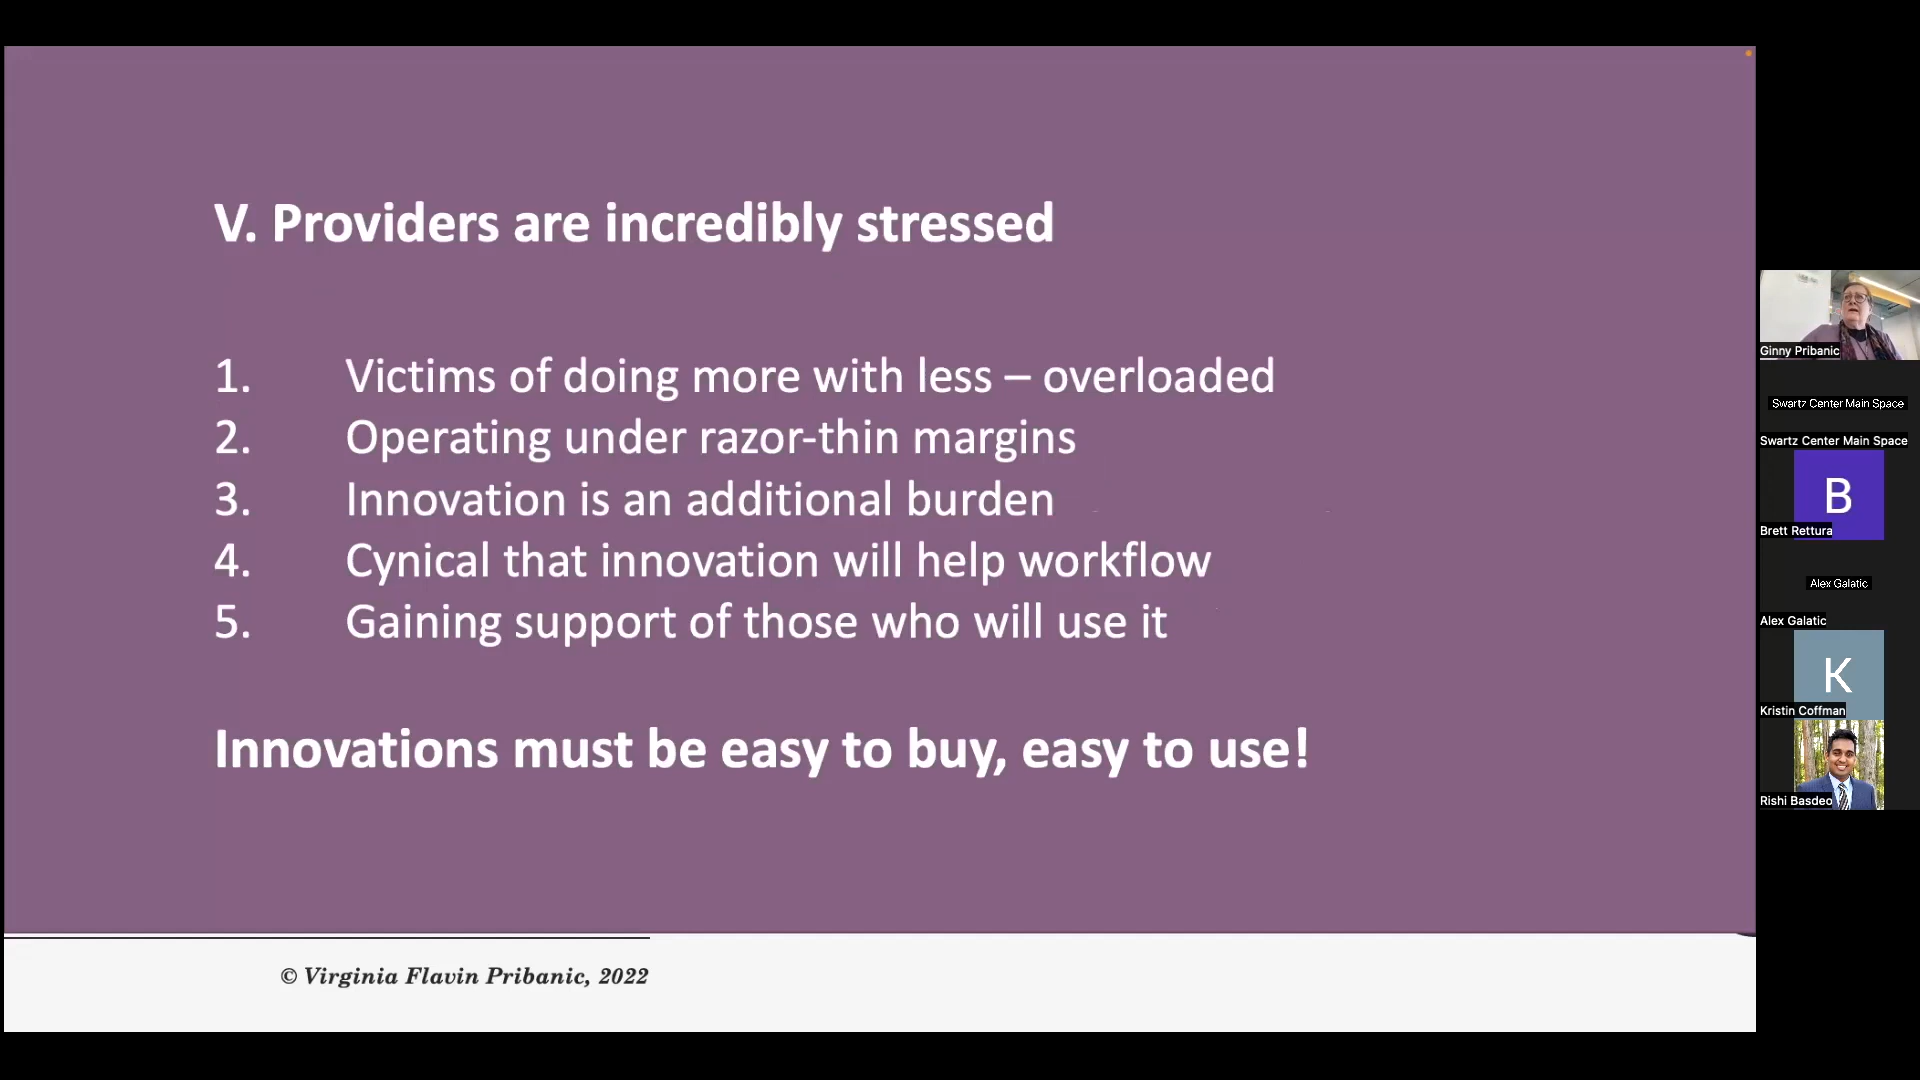 V. Providers are incredibly stressed
1. Victims of doing more with less – overloaded
2. Operating under razor-thin margins
3. Innovation is an additional burden
4. Cynical that innovation will help workflow
5. Gaining support of those who will use it
Innovations must be easy to buy, easy to use!
© Virginia Flavin Pribanic, 2022
Ginny Pribanic
Swartz Center Main Space
Swartz Center Main Space
B
Brett Rettura
Alex Galatic
Alex Galatic
K
Kristin Coffman
Rishi Basdeo